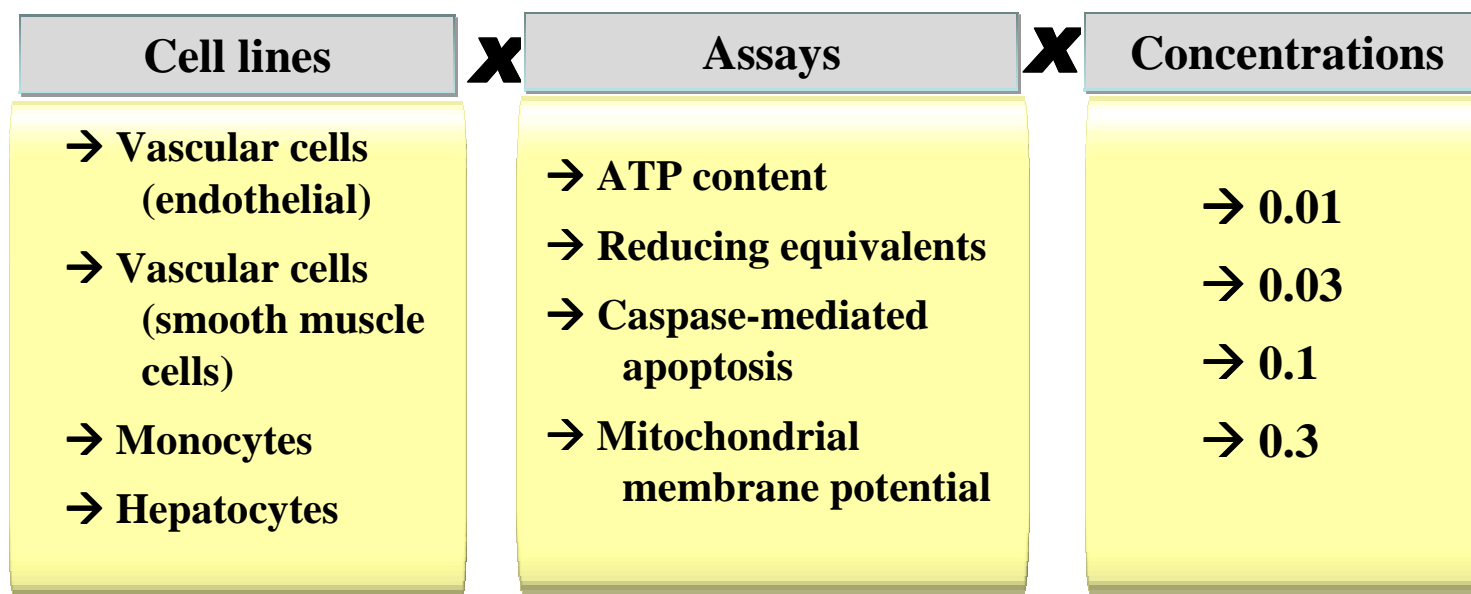 Cell lines
x
Assays
x
Concentrations
→ Vascular cells
(endothelial)
→ Vascular cells
(smooth muscle
cells)
→ Monocytes
→ Hepatocytes
→ ATP content
→ Reducing equivalents
→ Caspase-mediated
apoptosis
→ Mitochondrial
membrane potential
→ 0.01
→ 0.03
→ 0.1
→ 0.3